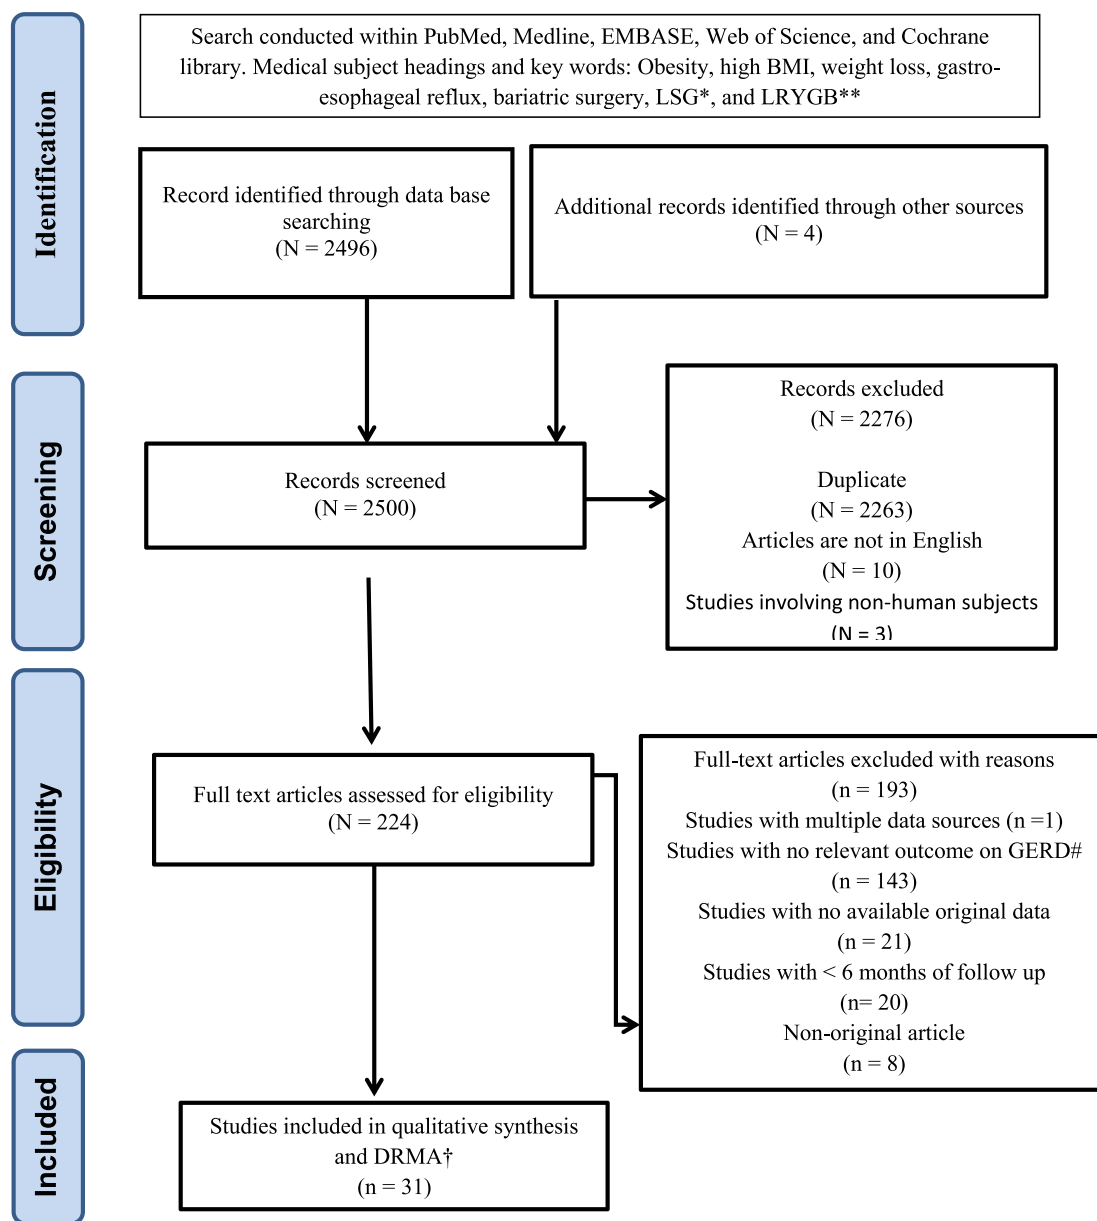 Identification
Search conducted within PubMed, Medline, EMBASE, Web of Science, and Cochrane
library. Medical subject headings and key words: Obesity, high BMI, weight loss, gastro-
esophageal reflux, bariatric surgery, LSG*, and LRYGB**
Record identified through data base
searching
(N = 2496)
Additional records identified through other sources
(N = 4)
Screening
Records screened
(N = 2500)
Records excluded
(N = 2276)
Duplicate
(N = 2263)
Articles are not in English
(N = 10)
Studies involving non-human subjects
(N = 3)
Eligibility
Full text articles assessed for eligibility
(N = 224)
Full-text articles excluded with reasons
(n = 193)
Studies with multiple data sources (n =1)
Studies with no relevant outcome on GERD#
(n = 143)
Studies with no available original data
(n = 21)
Studies with < 6 months of follow up
(n= 20)
Non-original article
(n = 8)
Included
Studies included in qualitative synthesis
and DRMA†
(n = 31)